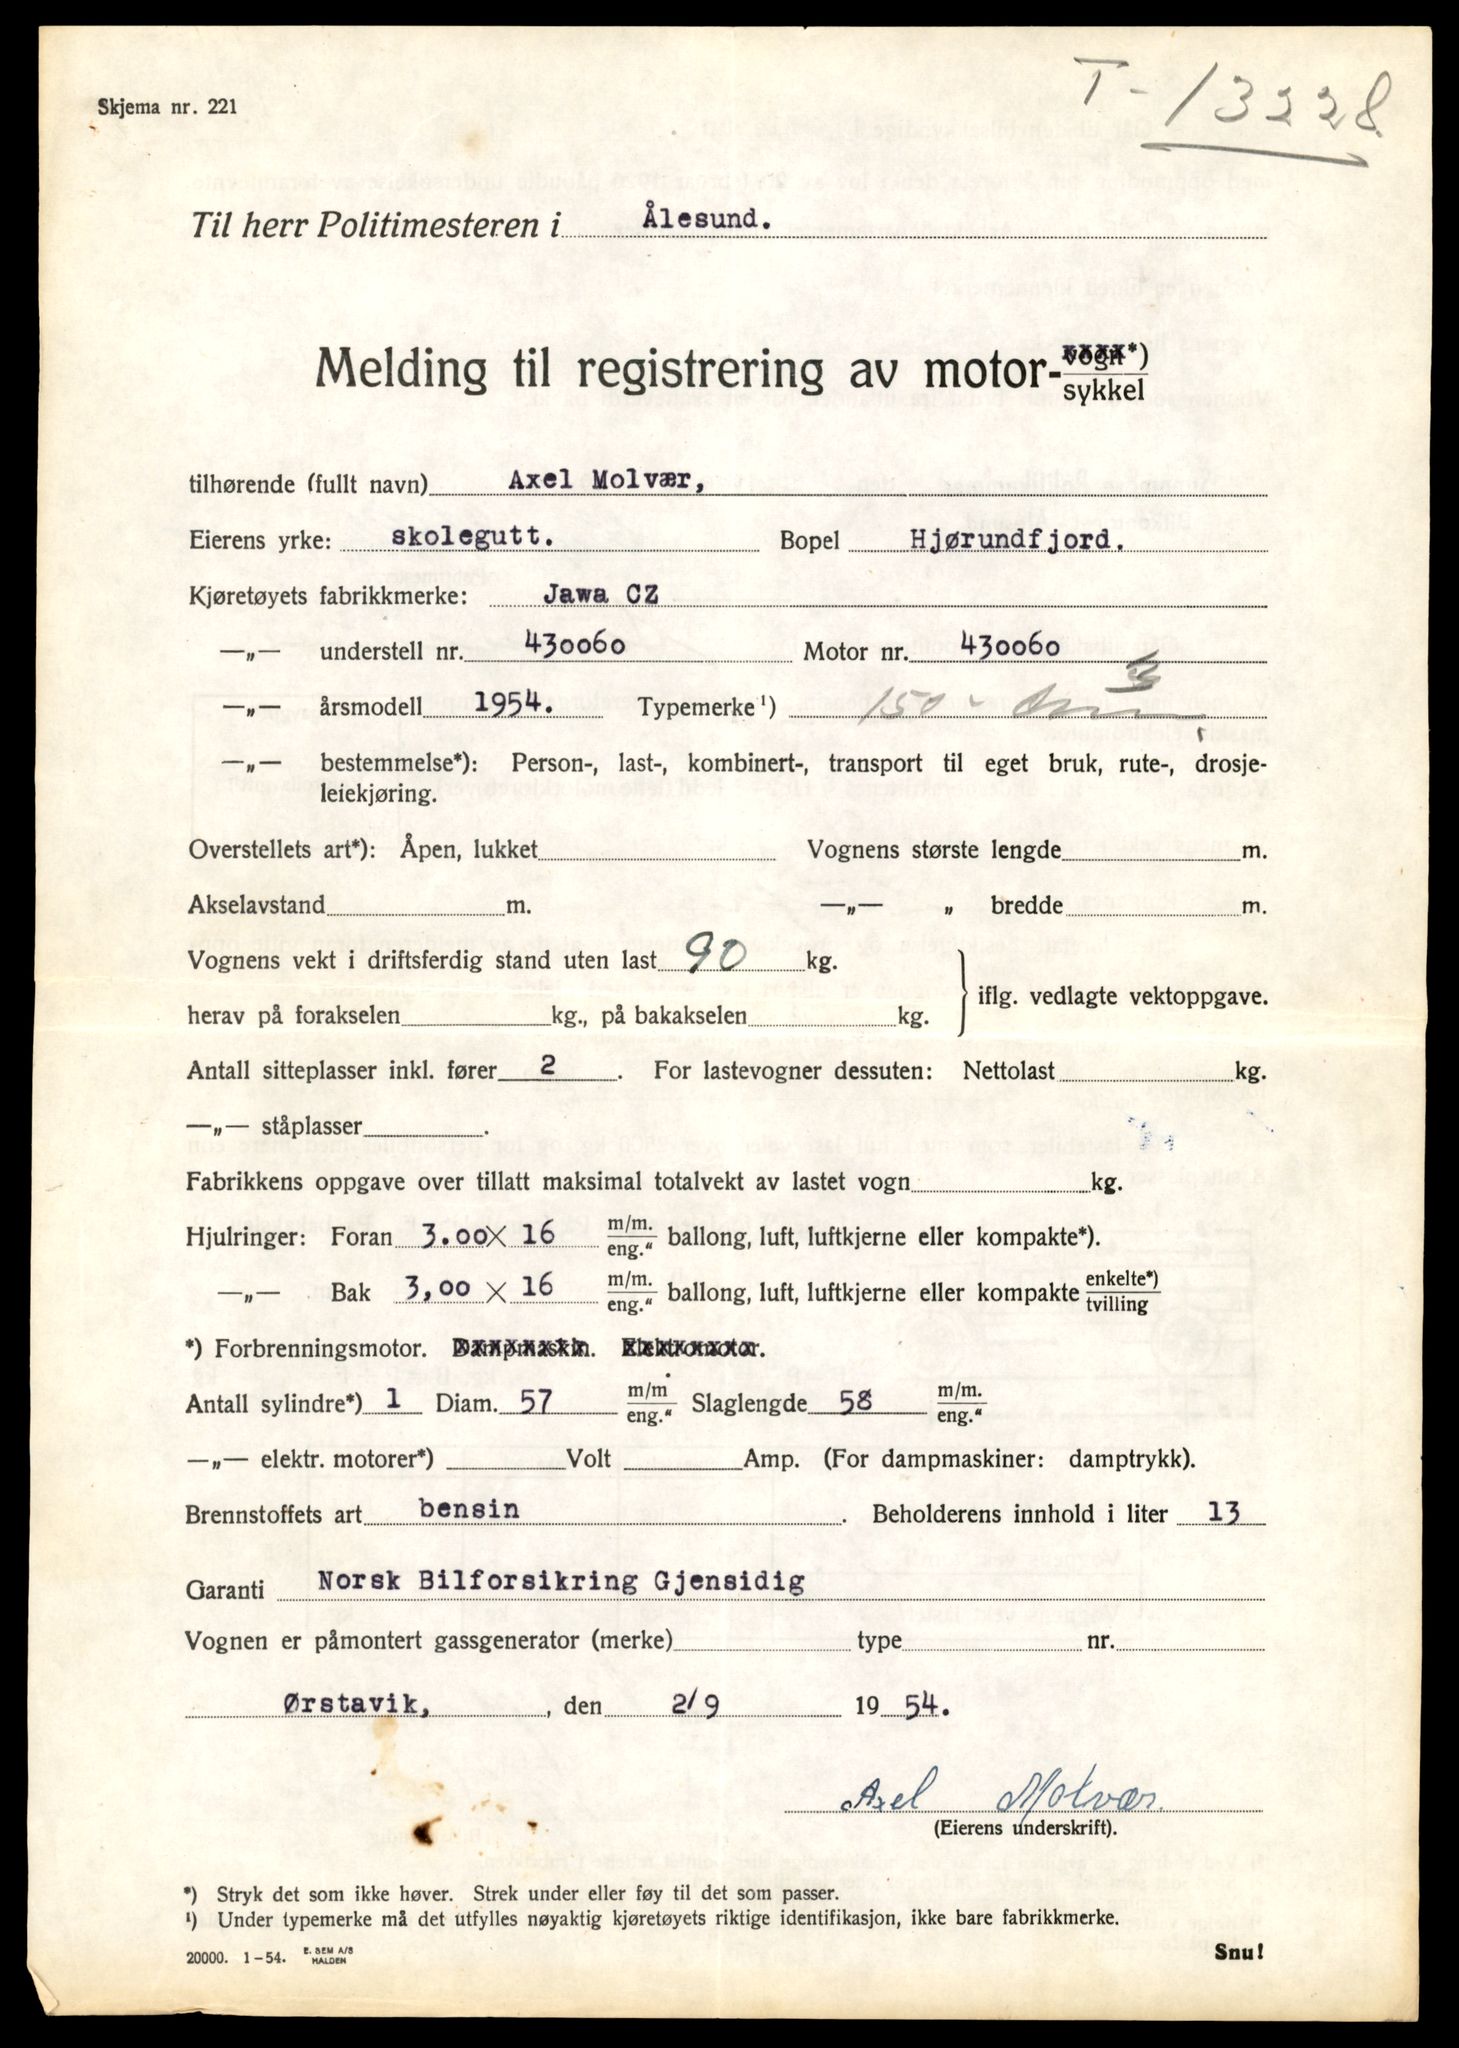 T-13228
Skjema nr. 221
Til herr Politimesteren i Ålesund.
Melding til registrering av motor-vogn*)
sykkel
tilhørende (fullt navn) Axel Molvær,
Eierens yrke: skolegutt. Bopel Hjørundfjord.
Kjøretøyets fabrikkmerke: Jawa CZ
—„— understell nr. 430060 Motor nr. 430060
—„— årsmodell 1954. Typemerke¹) 150 -
—„— bestemmelse*): Person-, last-, kombinert-, transport til eget bruk, rute-, drosje-
leiekjøring.
Overstellets art*): Åpen, lukket Vognens største lengde m.
Akselavstand m. —„— „ bredde m.
Vognens vekt i driftsferdig stand uten last 90 kg.
iflg. vedlagte vektoppgave.
herav på forakselen kg., på bakakselen kg.
Antall sitteplasser inkl. fører 2. For lastevogner dessuten: Nettolast kg.
—„— ståplasser.
Fabrikkens oppgave over tillatt maksimal totalvekt av lastet vogn kg.
Hjulringer: Foran 3.00 × 16 m/m. eng." ballong, luft, luftkjerne eller kompakte*).
—„— Bak 3,00 × 16 m/m. eng." ballong, luft, luftkjerne eller kompakte enkelte*) tvilling
*) Forbrenningsmotor. Dampmaskin. Elektromotor.
Antall sylindre*) 1 Diam. 57 m/m eng." Slaglengde 58 m/m. eng."
—„— elektr. motorer*) Volt Amp. (For dampmaskiner: damptrykk).
Brennstoffets art bensin. Beholderens innhold i liter 13
Garanti Norsk Bilforsikring Gjensidig
Vognen er påmontert gassgenerator (merke) type nr.
Ørstavik, , den 2/9 19 54.
Axel Molvær.
(Eierens underskrift).
*) Stryk det som ikke høver. Strek under eller føy til det som passer.
¹) Under typemerke må det utfylles nøyaktig kjøretøyets riktige identifikasjon, ikke bare fabrikkmerke.
20000. 1-54. E. SEM A/S HALDEN
Snu!